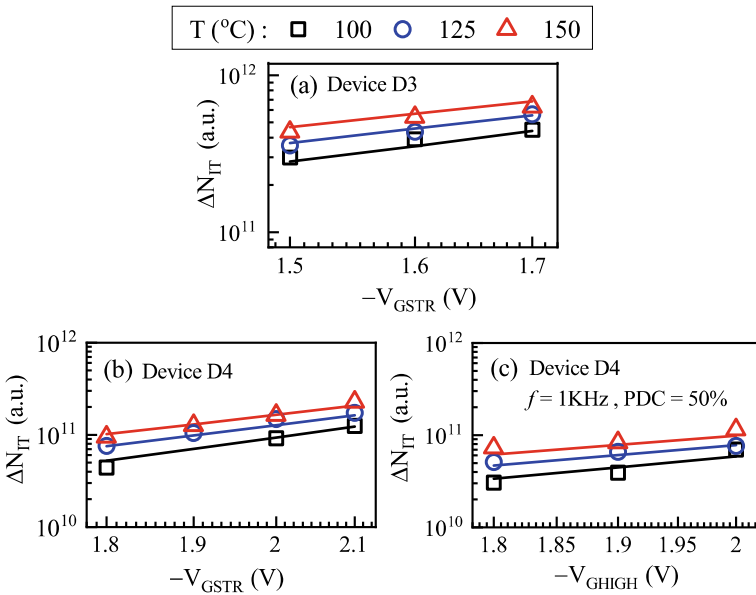 T (°C) : 100 125 150
(a) Device D3
10¹²
10¹¹
ΔN_IT (a.u.)
1.5 1.6 1.7
−V_GSTR (V)
(b) Device D4
10¹²
10¹¹
10¹⁰
ΔN_IT (a.u.)
1.8 1.9 2 2.1
−V_GSTR (V)
(c) Device D4
f = 1KHz , PDC = 50%
10¹²
10¹¹
10¹⁰
ΔN_IT (a.u.)
1.8 1.85 1.9 1.95 2
−V_GHIGH (V)